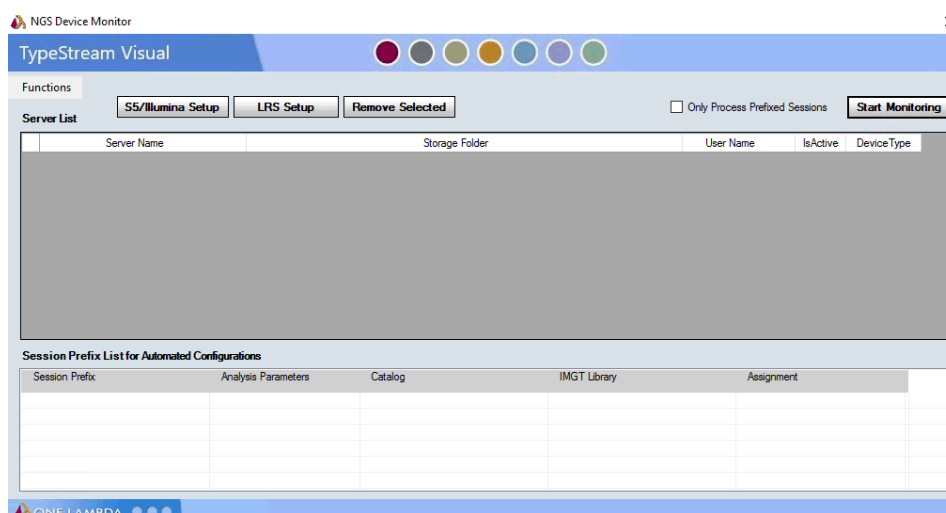 NGS Device Monitor
TypeStream Visual
Functions
Server List
S5/Illumina Setup LRS Setup Remove Selected Only Process Prefixed Sessions Start Monitoring
Server Name Storage Folder User Name IsActive DeviceType
Session Prefix List for Automated Configurations
Session Prefix Analysis Parameters Catalog IMGT Library Assignment
ONE LAMBDA